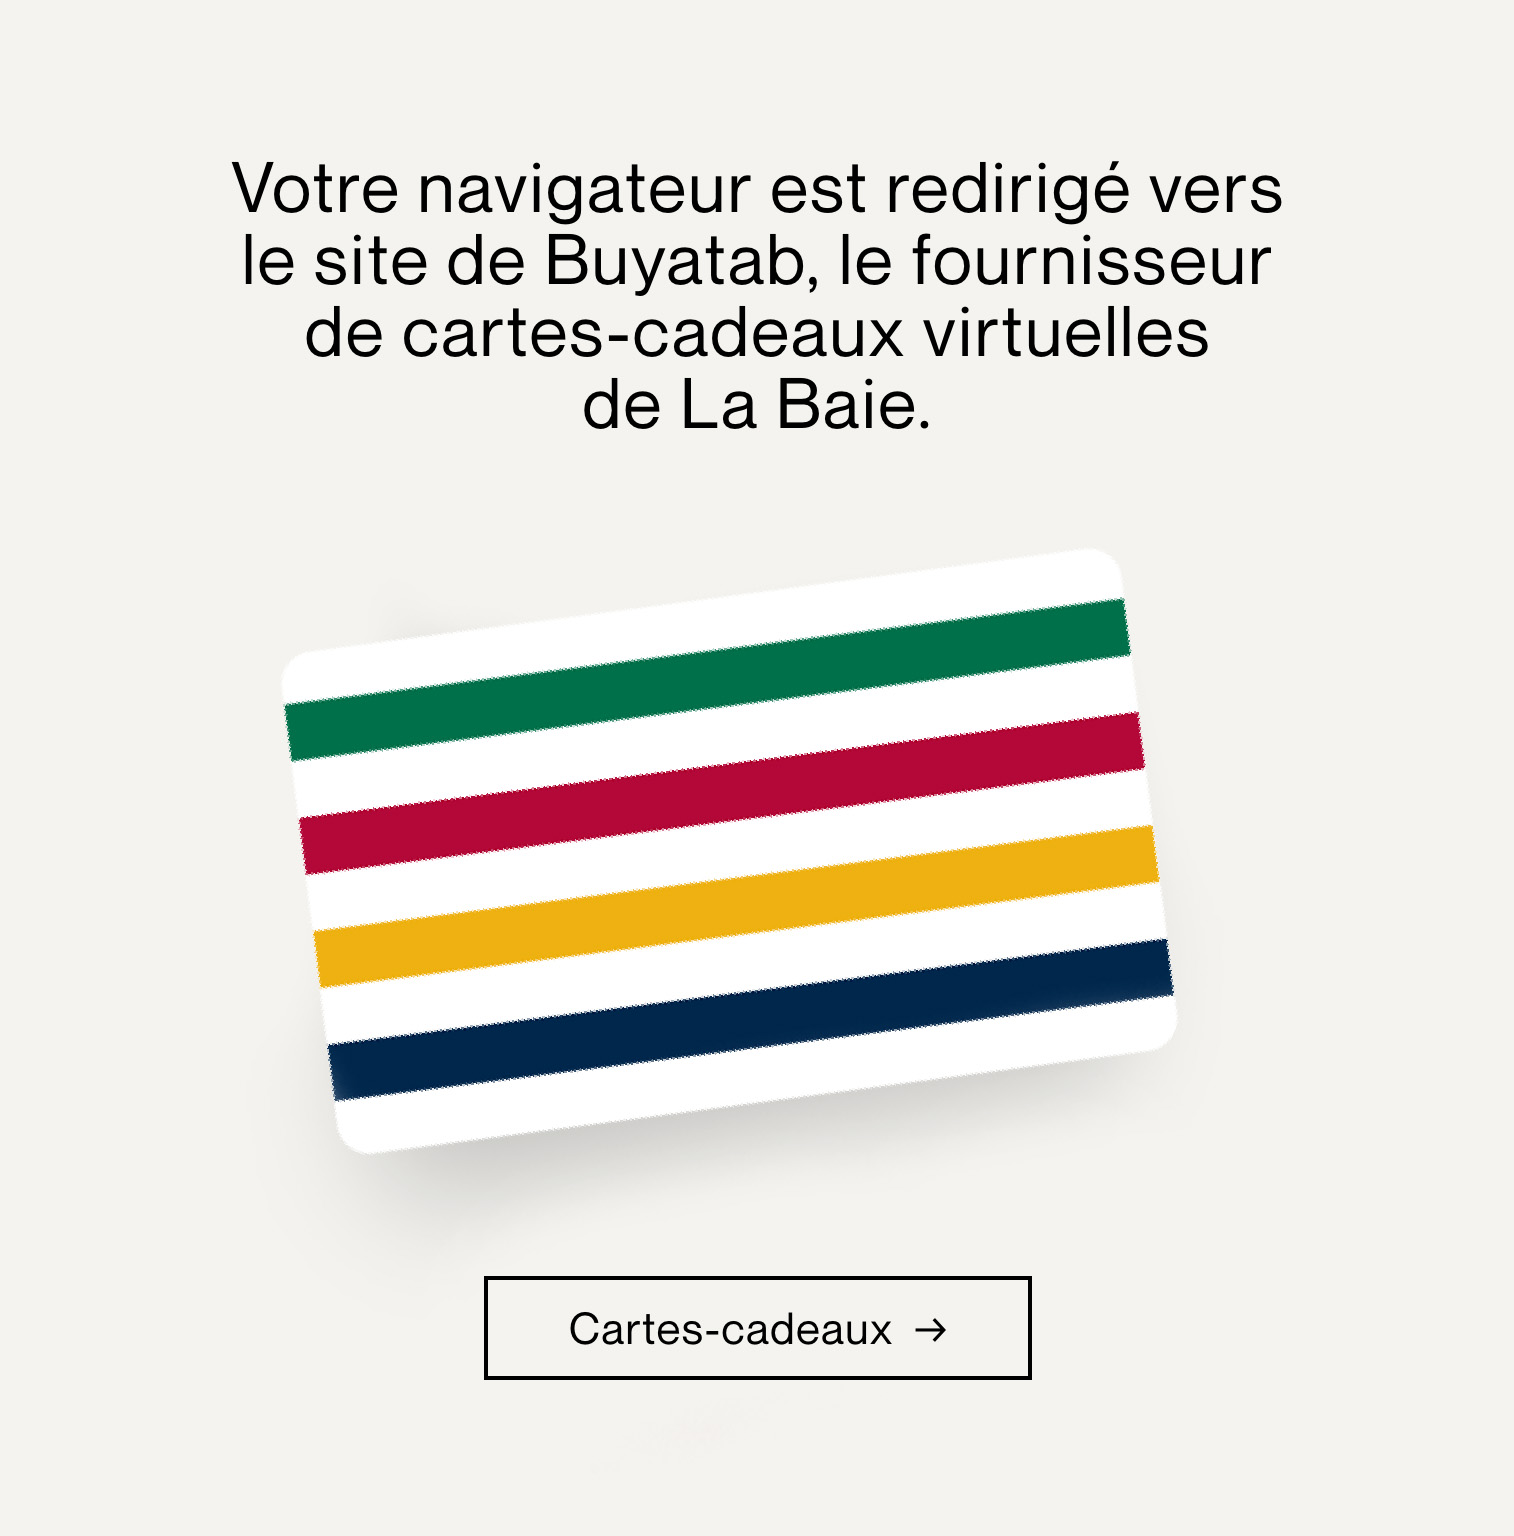 Votre navigateur est redirigé vers
le site de Buyatab, le fournisseur
de cartes-cadeaux virtuelles
de La Baie.
Cartes-cadeaux →